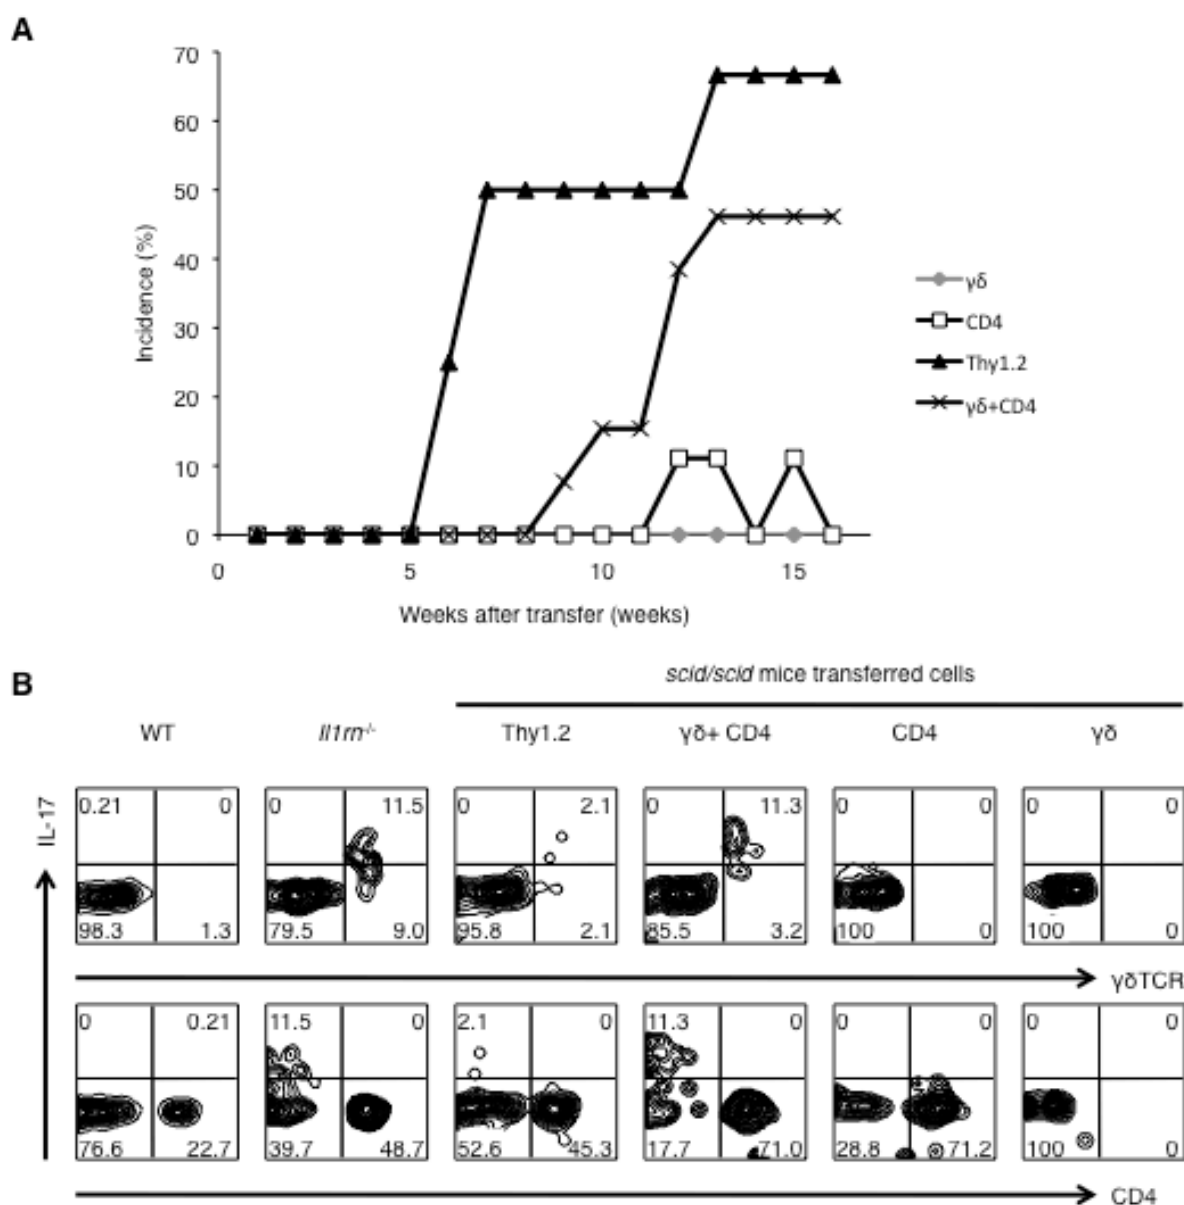 A
70
60
50
40
30
20
10
0
Incidence (%)
0 5 10 15
Weeks after transfer (weeks)
γδ
CD4
Thy1.2
γδ+CD4
B
scid/scid mice transferred cells
WT Il1rn-/- Thy1.2 γδ+ CD4 CD4 γδ
IL-17
0.21 0 0 11.5 0 2.1 0 11.3 0 0 0 0
98.3 1.3 79.5 9.0 95.8 2.1 85.5 3.2 100 0 100 0
γδTCR
0 0.21 11.5 0 2.1 0 11.3 0 0 0 0 0
76.6 22.7 39.7 48.7 52.6 45.3 17.7 71.0 28.8 71.2 100 0
CD4